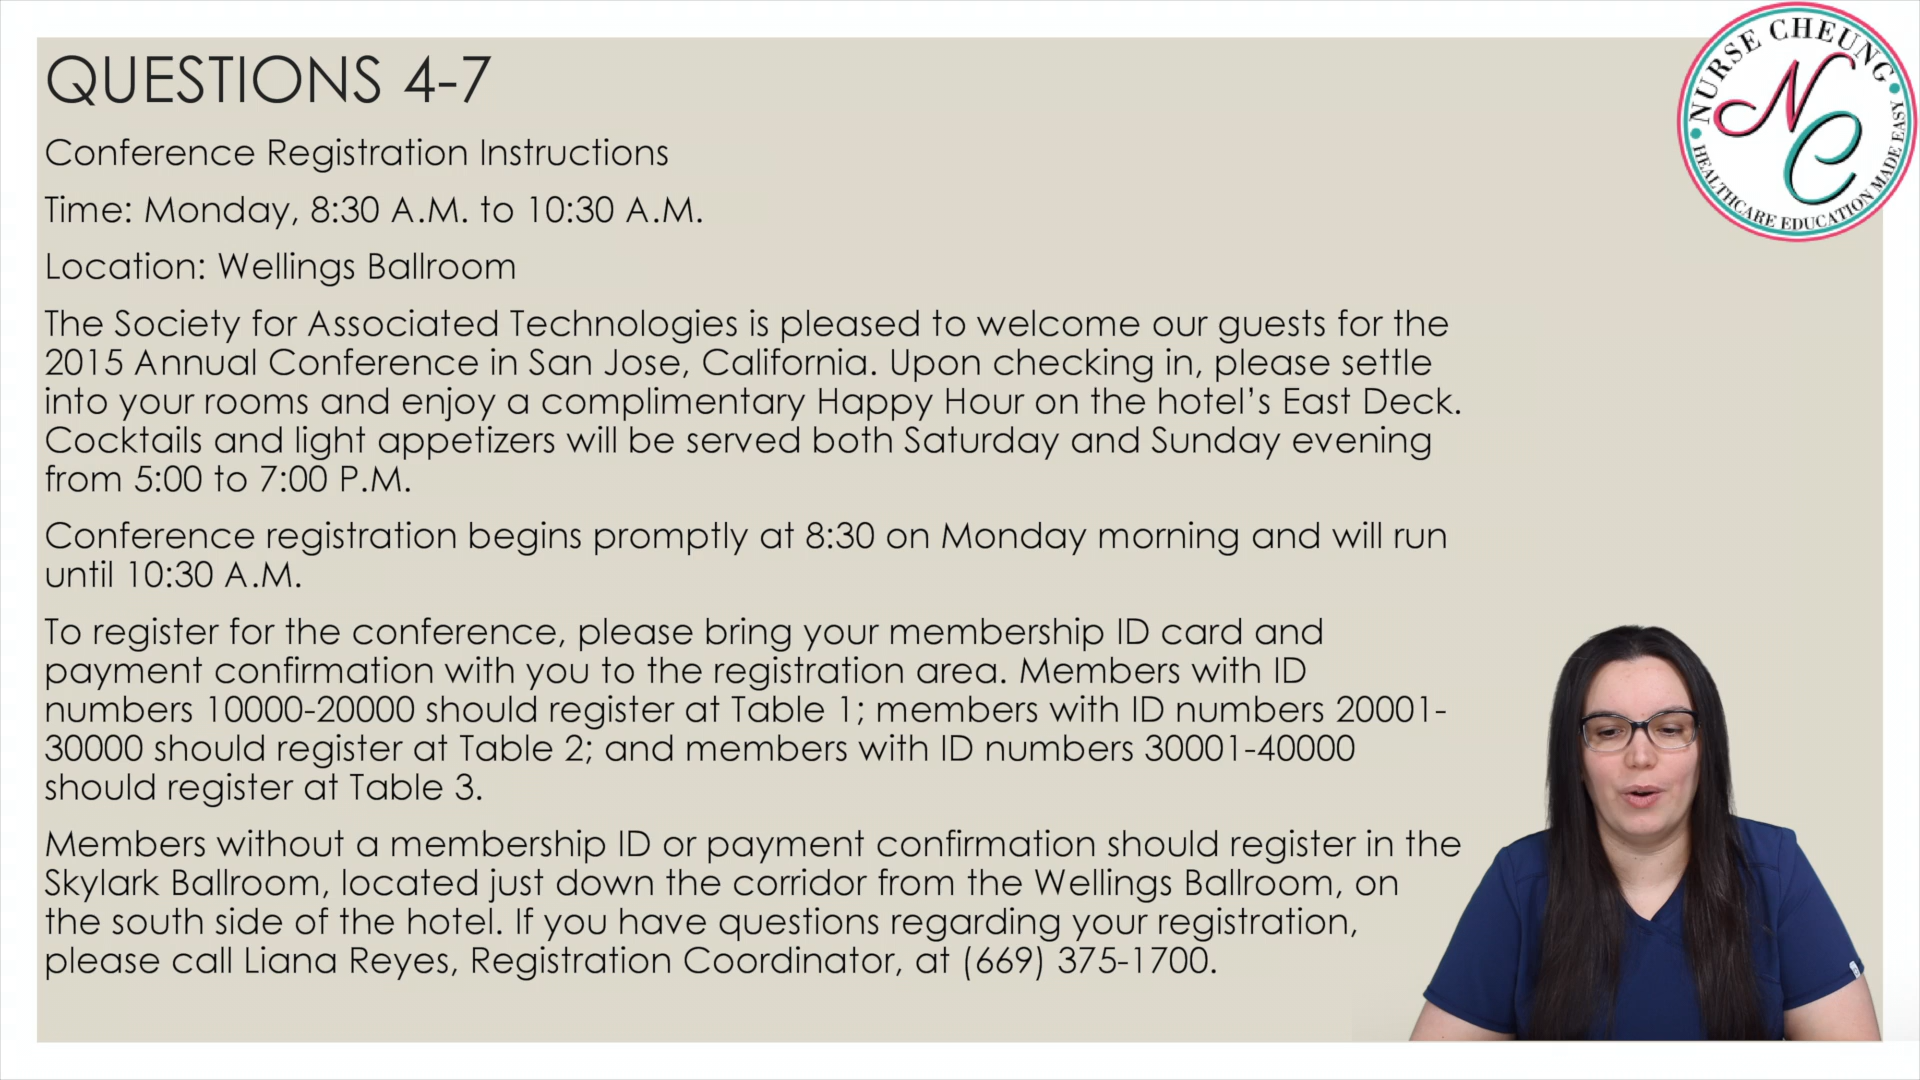 QUESTIONS 4-7
Conference Registration Instructions
Time: Monday, 8:30 A.M. to 10:30 A.M.
Location: Wellings Ballroom
The Society for Associated Technologies is pleased to welcome our guests for the
2015 Annual Conference in San Jose, California. Upon checking in, please settle
into your rooms and enjoy a complimentary Happy Hour on the hotel’s East Deck.
Cocktails and light appetizers will be served both Saturday and Sunday evening
from 5:00 to 7:00 P.M.
Conference registration begins promptly at 8:30 on Monday morning and will run
until 10:30 A.M.
To register for the conference, please bring your membership ID card and
payment confirmation with you to the registration area. Members with ID
numbers 10000-20000 should register at Table 1; members with ID numbers 20001-
30000 should register at Table 2; and members with ID numbers 30001-40000
should register at Table 3.
Members without a membership ID or payment confirmation should register in the
Skylark Ballroom, located just down the corridor from the Wellings Ballroom, on
the south side of the hotel. If you have questions regarding your registration,
please call Liana Reyes, Registration Coordinator, at (669) 375-1700.
NURSE CHEUNG
NC
HEALTHCARE EDUCATION MADE EASY